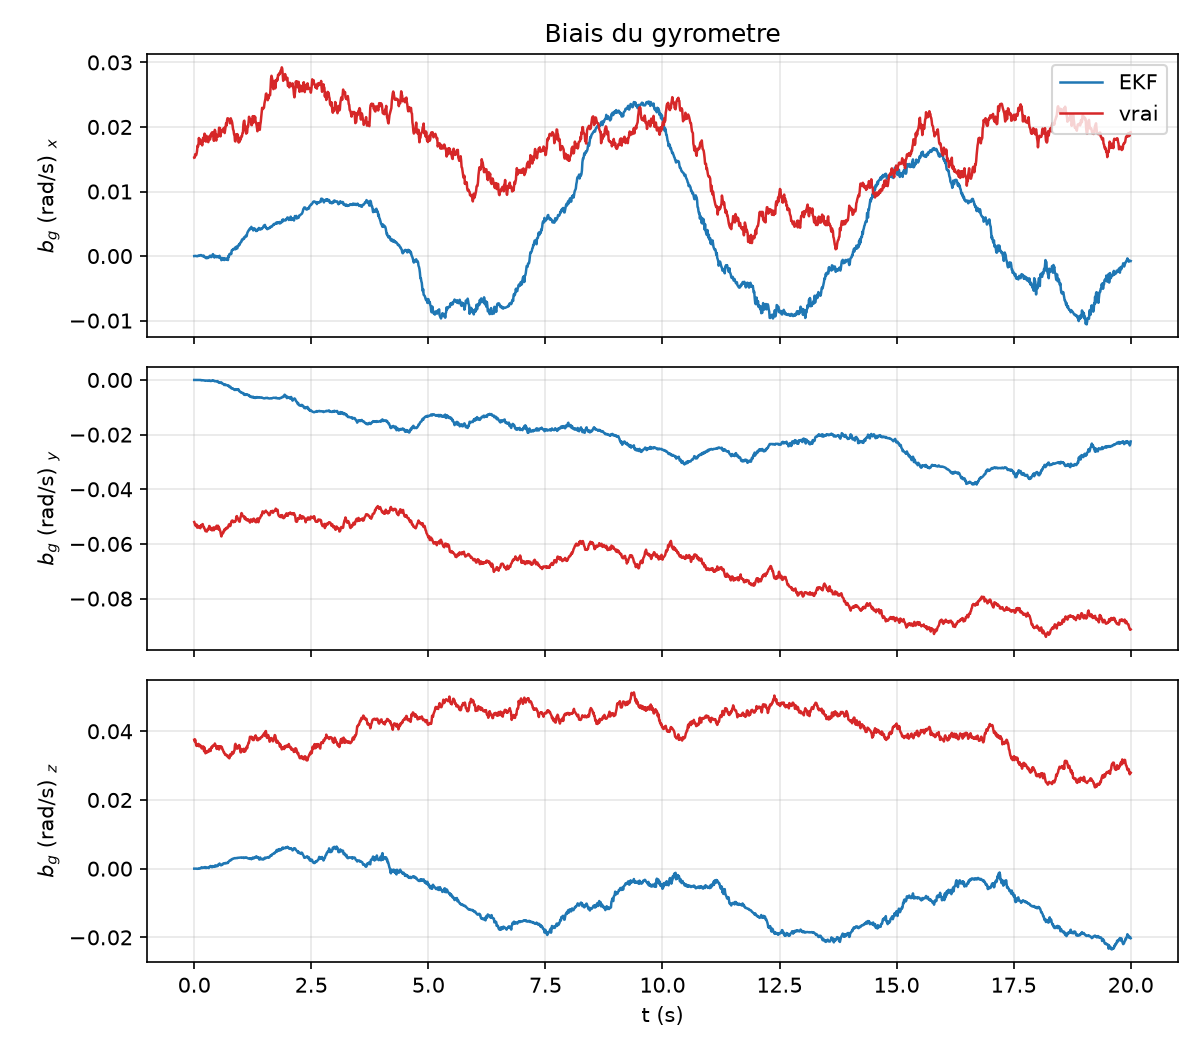 Biais du gyrometre
EKF
vrai
0.03
0.02
0.01
0.00
−0.01
b_g (rad/s) x
0.00
−0.02
−0.04
−0.06
−0.08
b_g (rad/s) y
0.04
0.02
0.00
−0.02
b_g (rad/s) z
0.0 2.5 5.0 7.5 10.0 12.5 15.0 17.5 20.0
t (s)